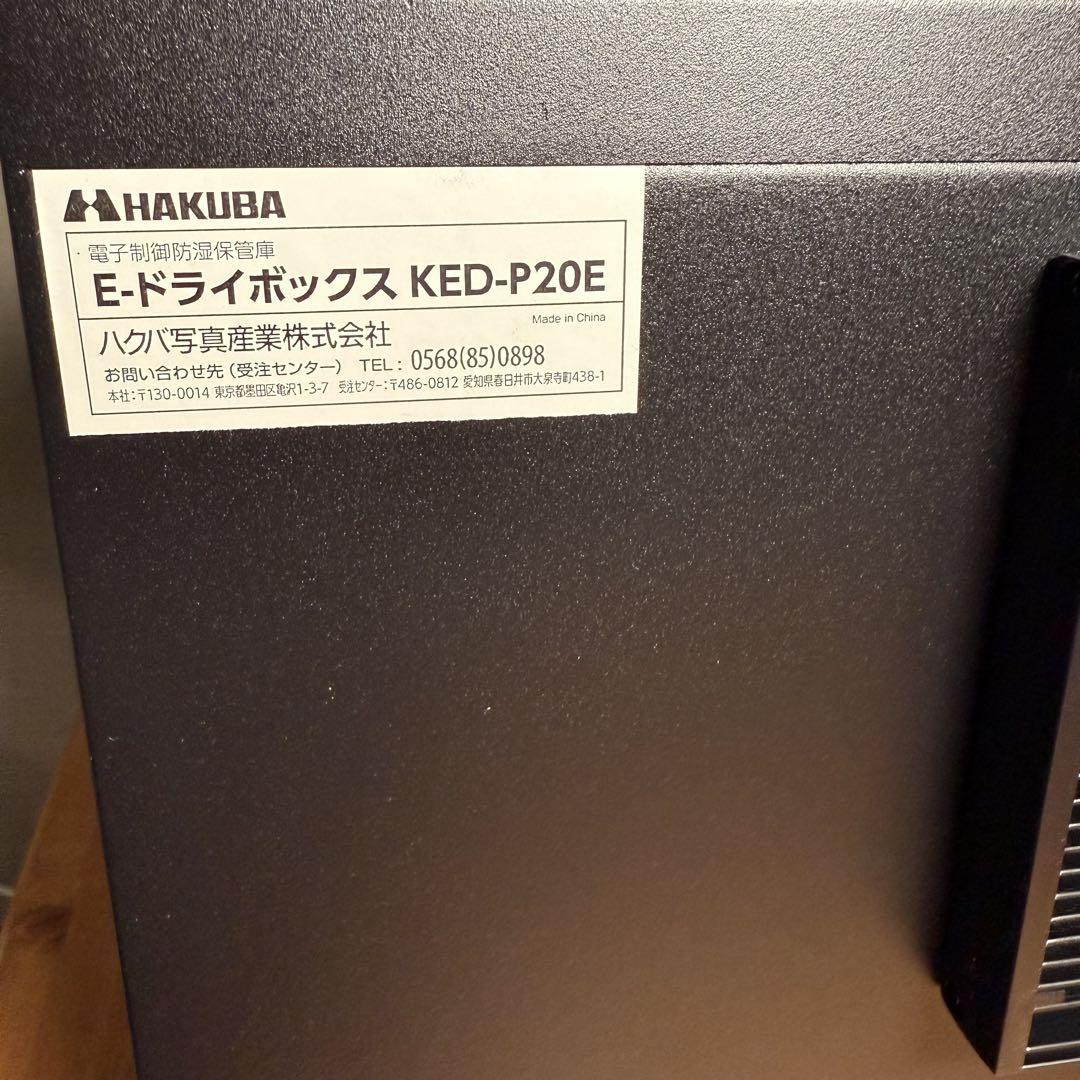 HAKUBA
電子制御防湿保管庫
E-ドライボックス KED-P20E
Made in China
ハクバ写真産業株式会社
お問い合わせ先（受注センター） TEL：0568(85)0898
本社：〒130-0014 東京都墨田区亀沢1-3-7 受注センター：〒486-0812 愛知県春日井市大泉寺町438-1